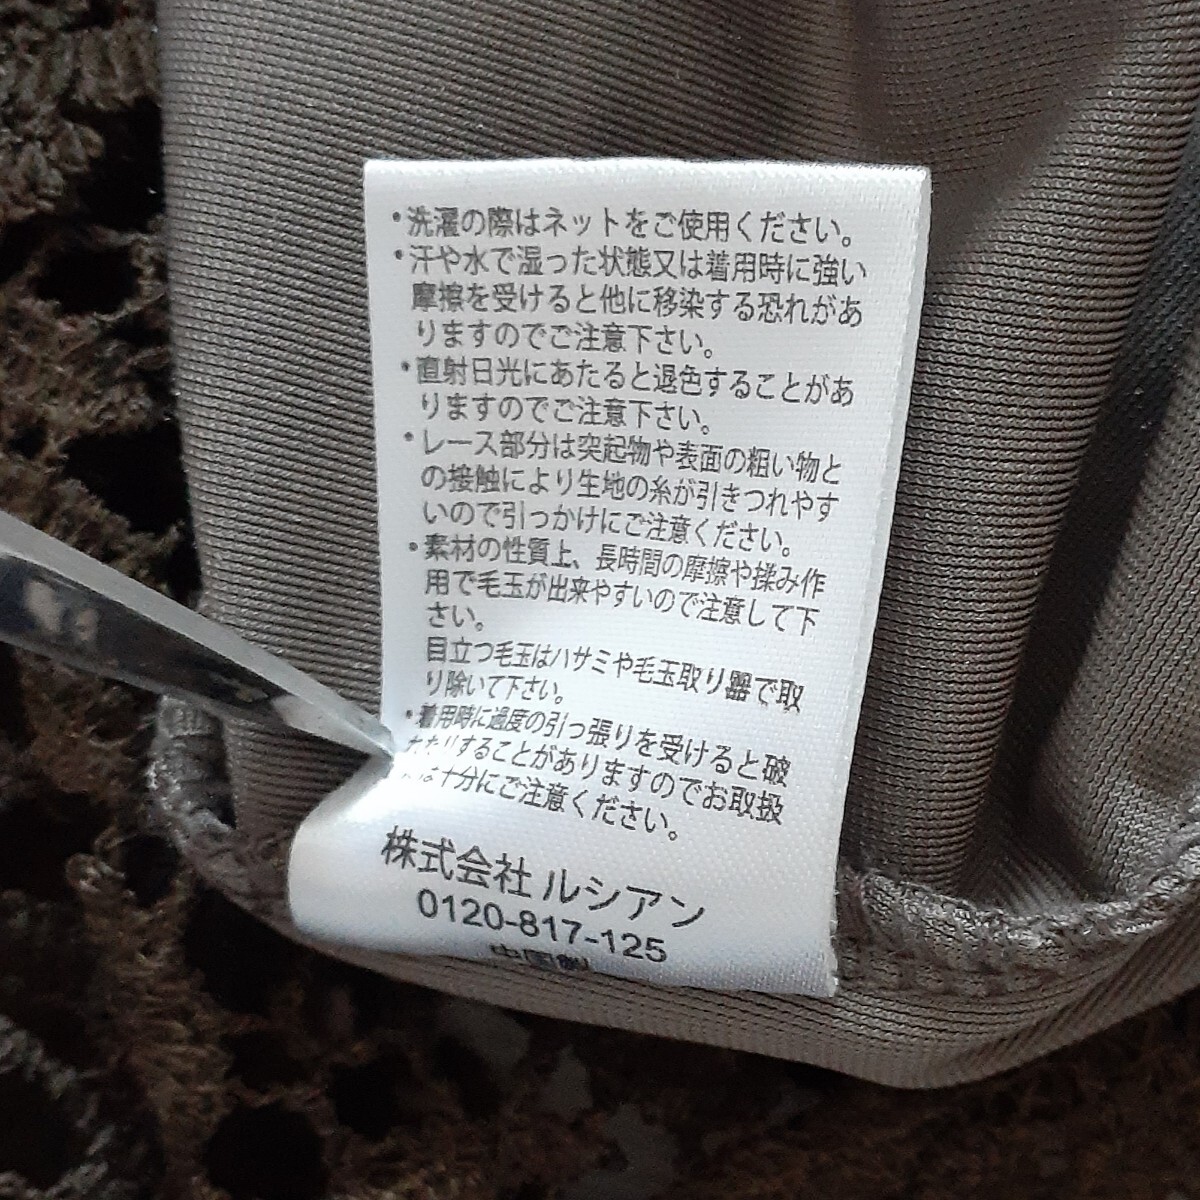 ・洗濯の際はネットをご使用ください。
・汗や水で湿った状態又は着用時に強い
摩擦を受けると他に移染する恐れがあ
りますのでご注意下さい。
・直射日光にあたると退色することがあ
りますのでご注意下さい。
・レース部分は突起物や表面の粗い物と
の接触により生地の糸が引きつれやす
いので引っかけにご注意ください。
・素材の性質上、長時間の摩擦や揉み作
用で毛玉が出来やすいので注意して下
さい。
目立つ毛玉はハサミや毛玉取り器で取
り除いて下さい。
・着用時に過度の引っ張りを受けると破
れたりすることがありますのでお取扱
は十分にご注意ください。
株式会社 ルシアン
0120-817-125
中国製